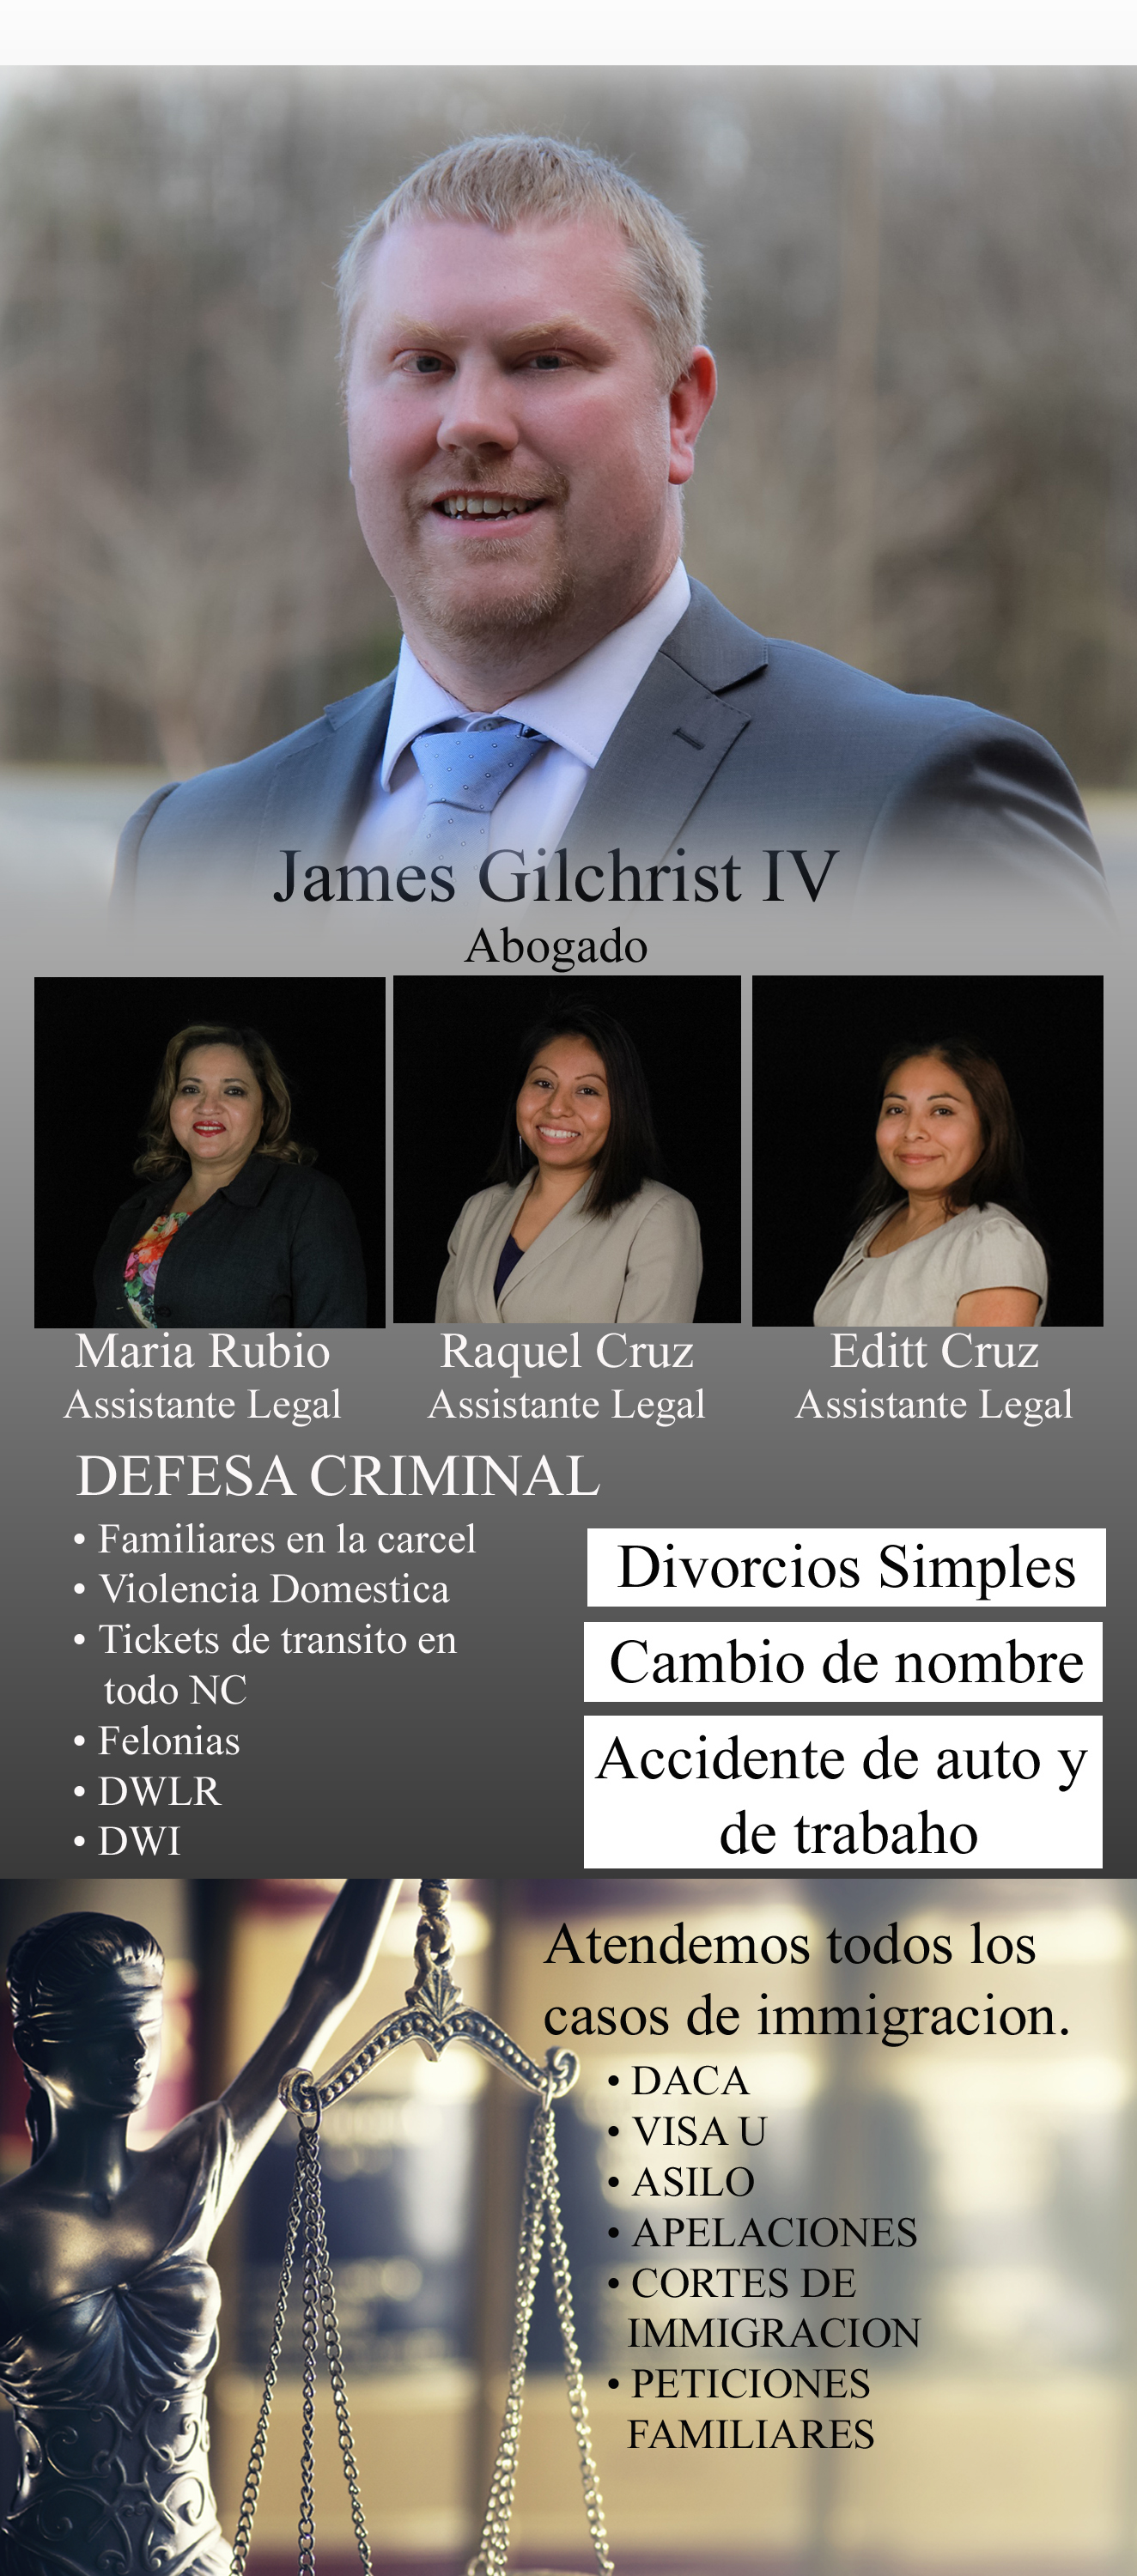 James Gilchrist IV
Abogado
Maria Rubio
Assistante Legal
Raquel Cruz
Assistante Legal
Editt Cruz
Assistante Legal
DEFESA CRIMINAL
• Familiares en la carcel
• Violencia Domestica
• Tickets de transito en
todo NC
• Felonias
• DWLR
• DWI
Divorcios Simples
Cambio de nombre
Accidente de auto y
de trabaho
Atendemos todos los
casos de immigracion.
• DACA
• VISA U
• ASILO
• APELACIONES
• CORTES DE
IMMIGRACION
• PETICIONES
FAMILIARES